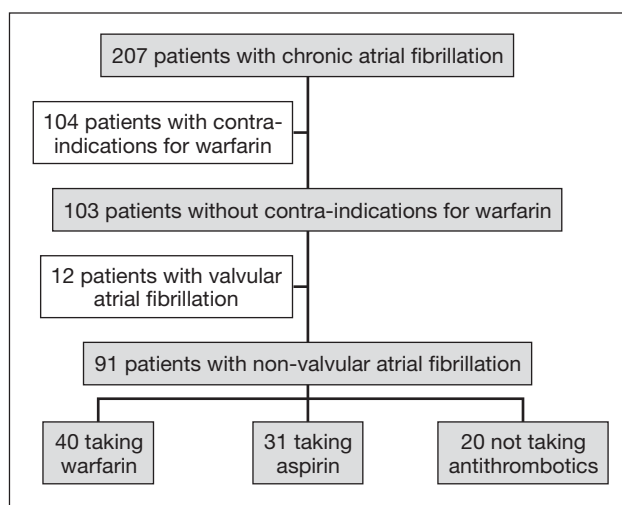 207 patients with chronic atrial fibrillation
104 patients with contra-
indications for warfarin
103 patients without contra-indications for warfarin
12 patients with valvular
atrial fibrillation
91 patients with non-valvular atrial fibrillation
40 taking
warfarin
31 taking
aspirin
20 not taking
antithrombotics